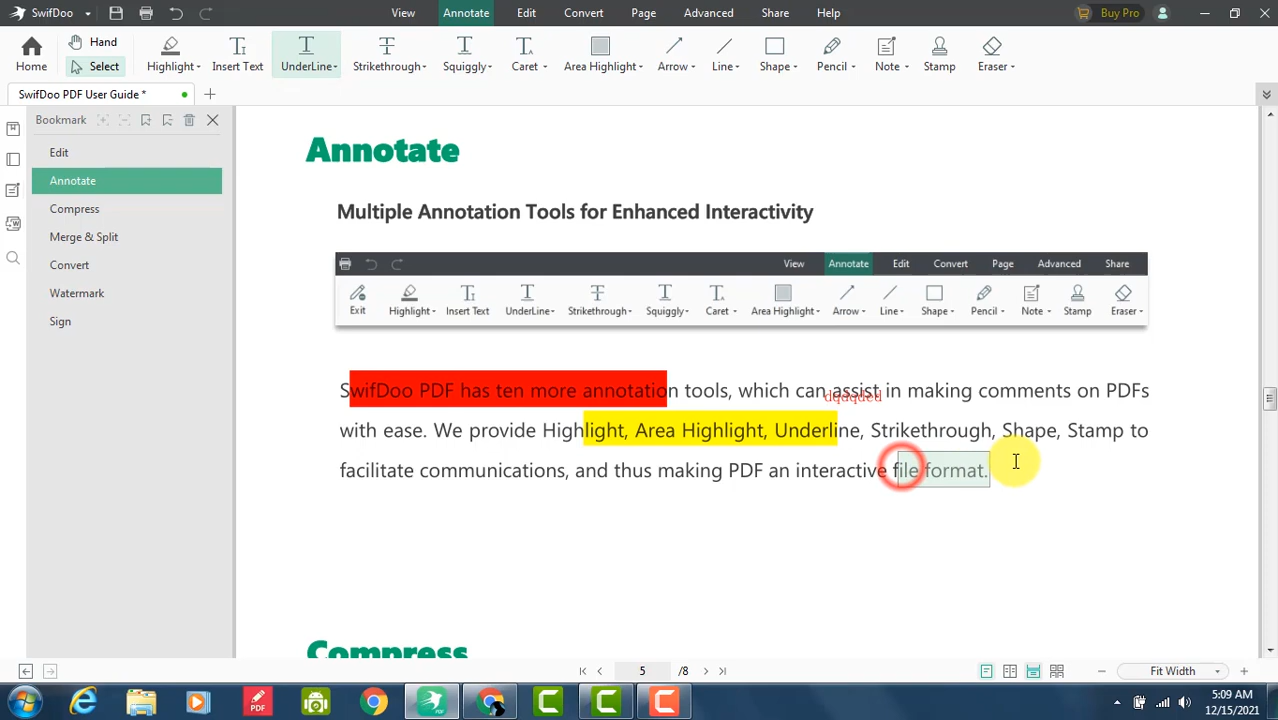 SwifDoo
View
Annotate
Edit
Convert
Page
Advanced
Share
Help
Buy Pro
Home
Hand
Select
Highlight
Insert Text
UnderLine
Strikethrough
Squiggly
Caret
Area Highlight
Arrow
Line
Shape
Pencil
Note
Stamp
Eraser
SwifDoo PDF User Guide *
Bookmark
Edit
Annotate
Compress
Merge & Split
Convert
Watermark
Sign
Annotate
Multiple Annotation Tools for Enhanced Interactivity
View
Annotate
Edit
Convert
Page
Advanced
Share
Exit
Highlight
Insert Text
UnderLine
Strikethrough
Squiggly
Caret
Area Highlight
Arrow
Line
Shape
Pencil
Note
Stamp
Eraser
SwifDoo PDF has ten more annotation tools, which can assist in making comments on PDFs
dqdqded
with ease. We provide Highlight, Area Highlight, Underline, Strikethrough, Shape, Stamp to
facilitate communications, and thus making PDF an interactive file format.
Compress
5 /8
Fit Width
PDF
5:09 AM
12/15/2021